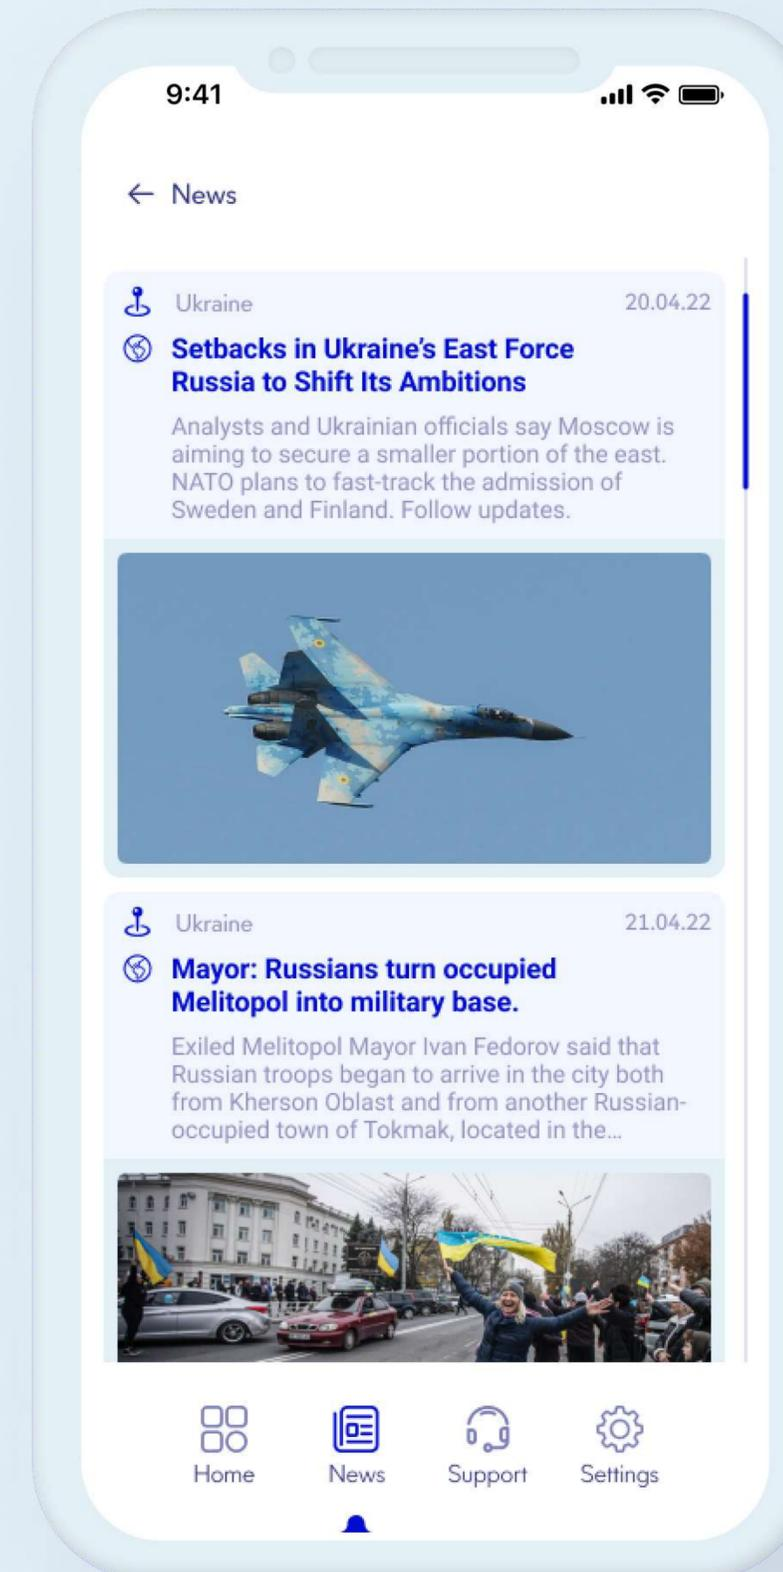 9:41
News
Ukraine
20.04.22
Setbacks in Ukraine’s East Force
Russia to Shift Its Ambitions
Analysts and Ukrainian officials say Moscow is
aiming to secure a smaller portion of the east.
NATO plans to fast-track the admission of
Sweden and Finland. Follow updates.
Ukraine
21.04.22
Mayor: Russians turn occupied
Melitopol into military base.
Exiled Melitopol Mayor Ivan Fedorov said that
Russian troops began to arrive in the city both
from Kherson Oblast and from another Russian-
occupied town of Tokmak, located in the...
Home
News
Support
Settings